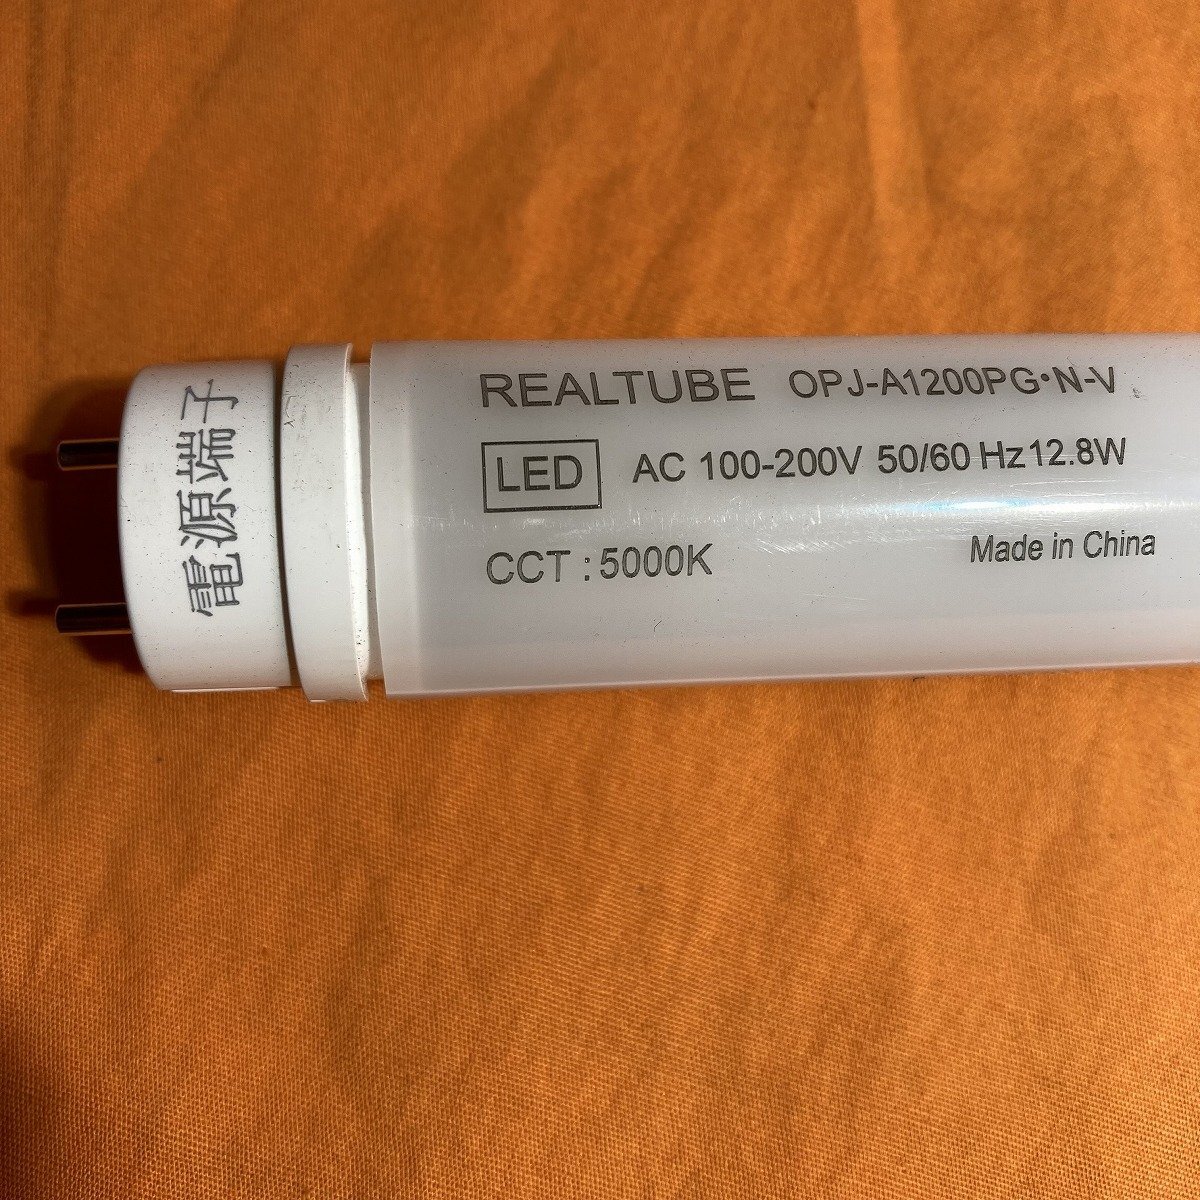 電源端子
REALTUBE OPJ-A1200PG･N-V
LED AC 100-200V 50/60 Hz 12.8W
CCT : 5000K Made in China